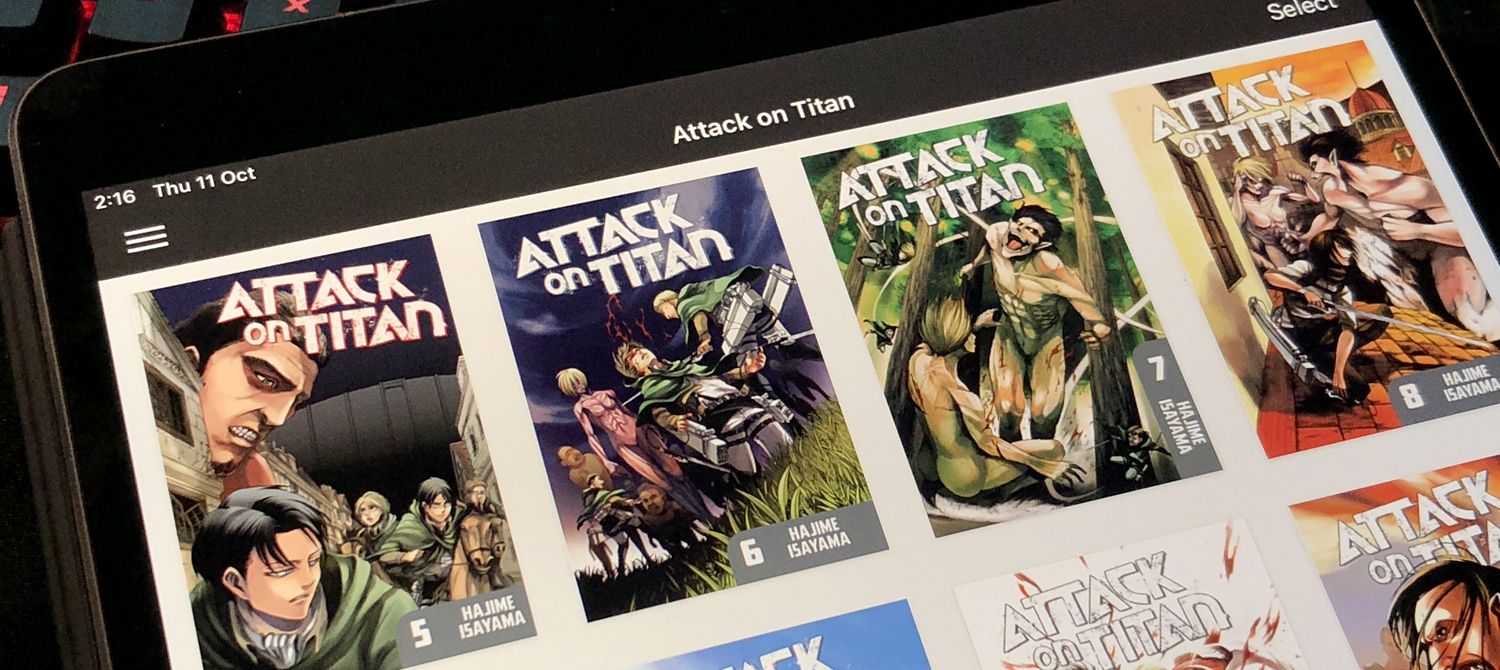 Select
Attack on Titan
2:16 Thu 11 Oct
ATTACK
on TITAN
5
HAJIME
ISAYAMA
ATTACK
on TITAN
6
HAJIME
ISAYAMA
ATTACK
on TITAN
7
HAJIME
ISAYAMA
ATTACK
on TITAN
8
HAJIME
ISAYAMA
ATTACK
ATTACK
on TITAN
ATTACK
on TITA